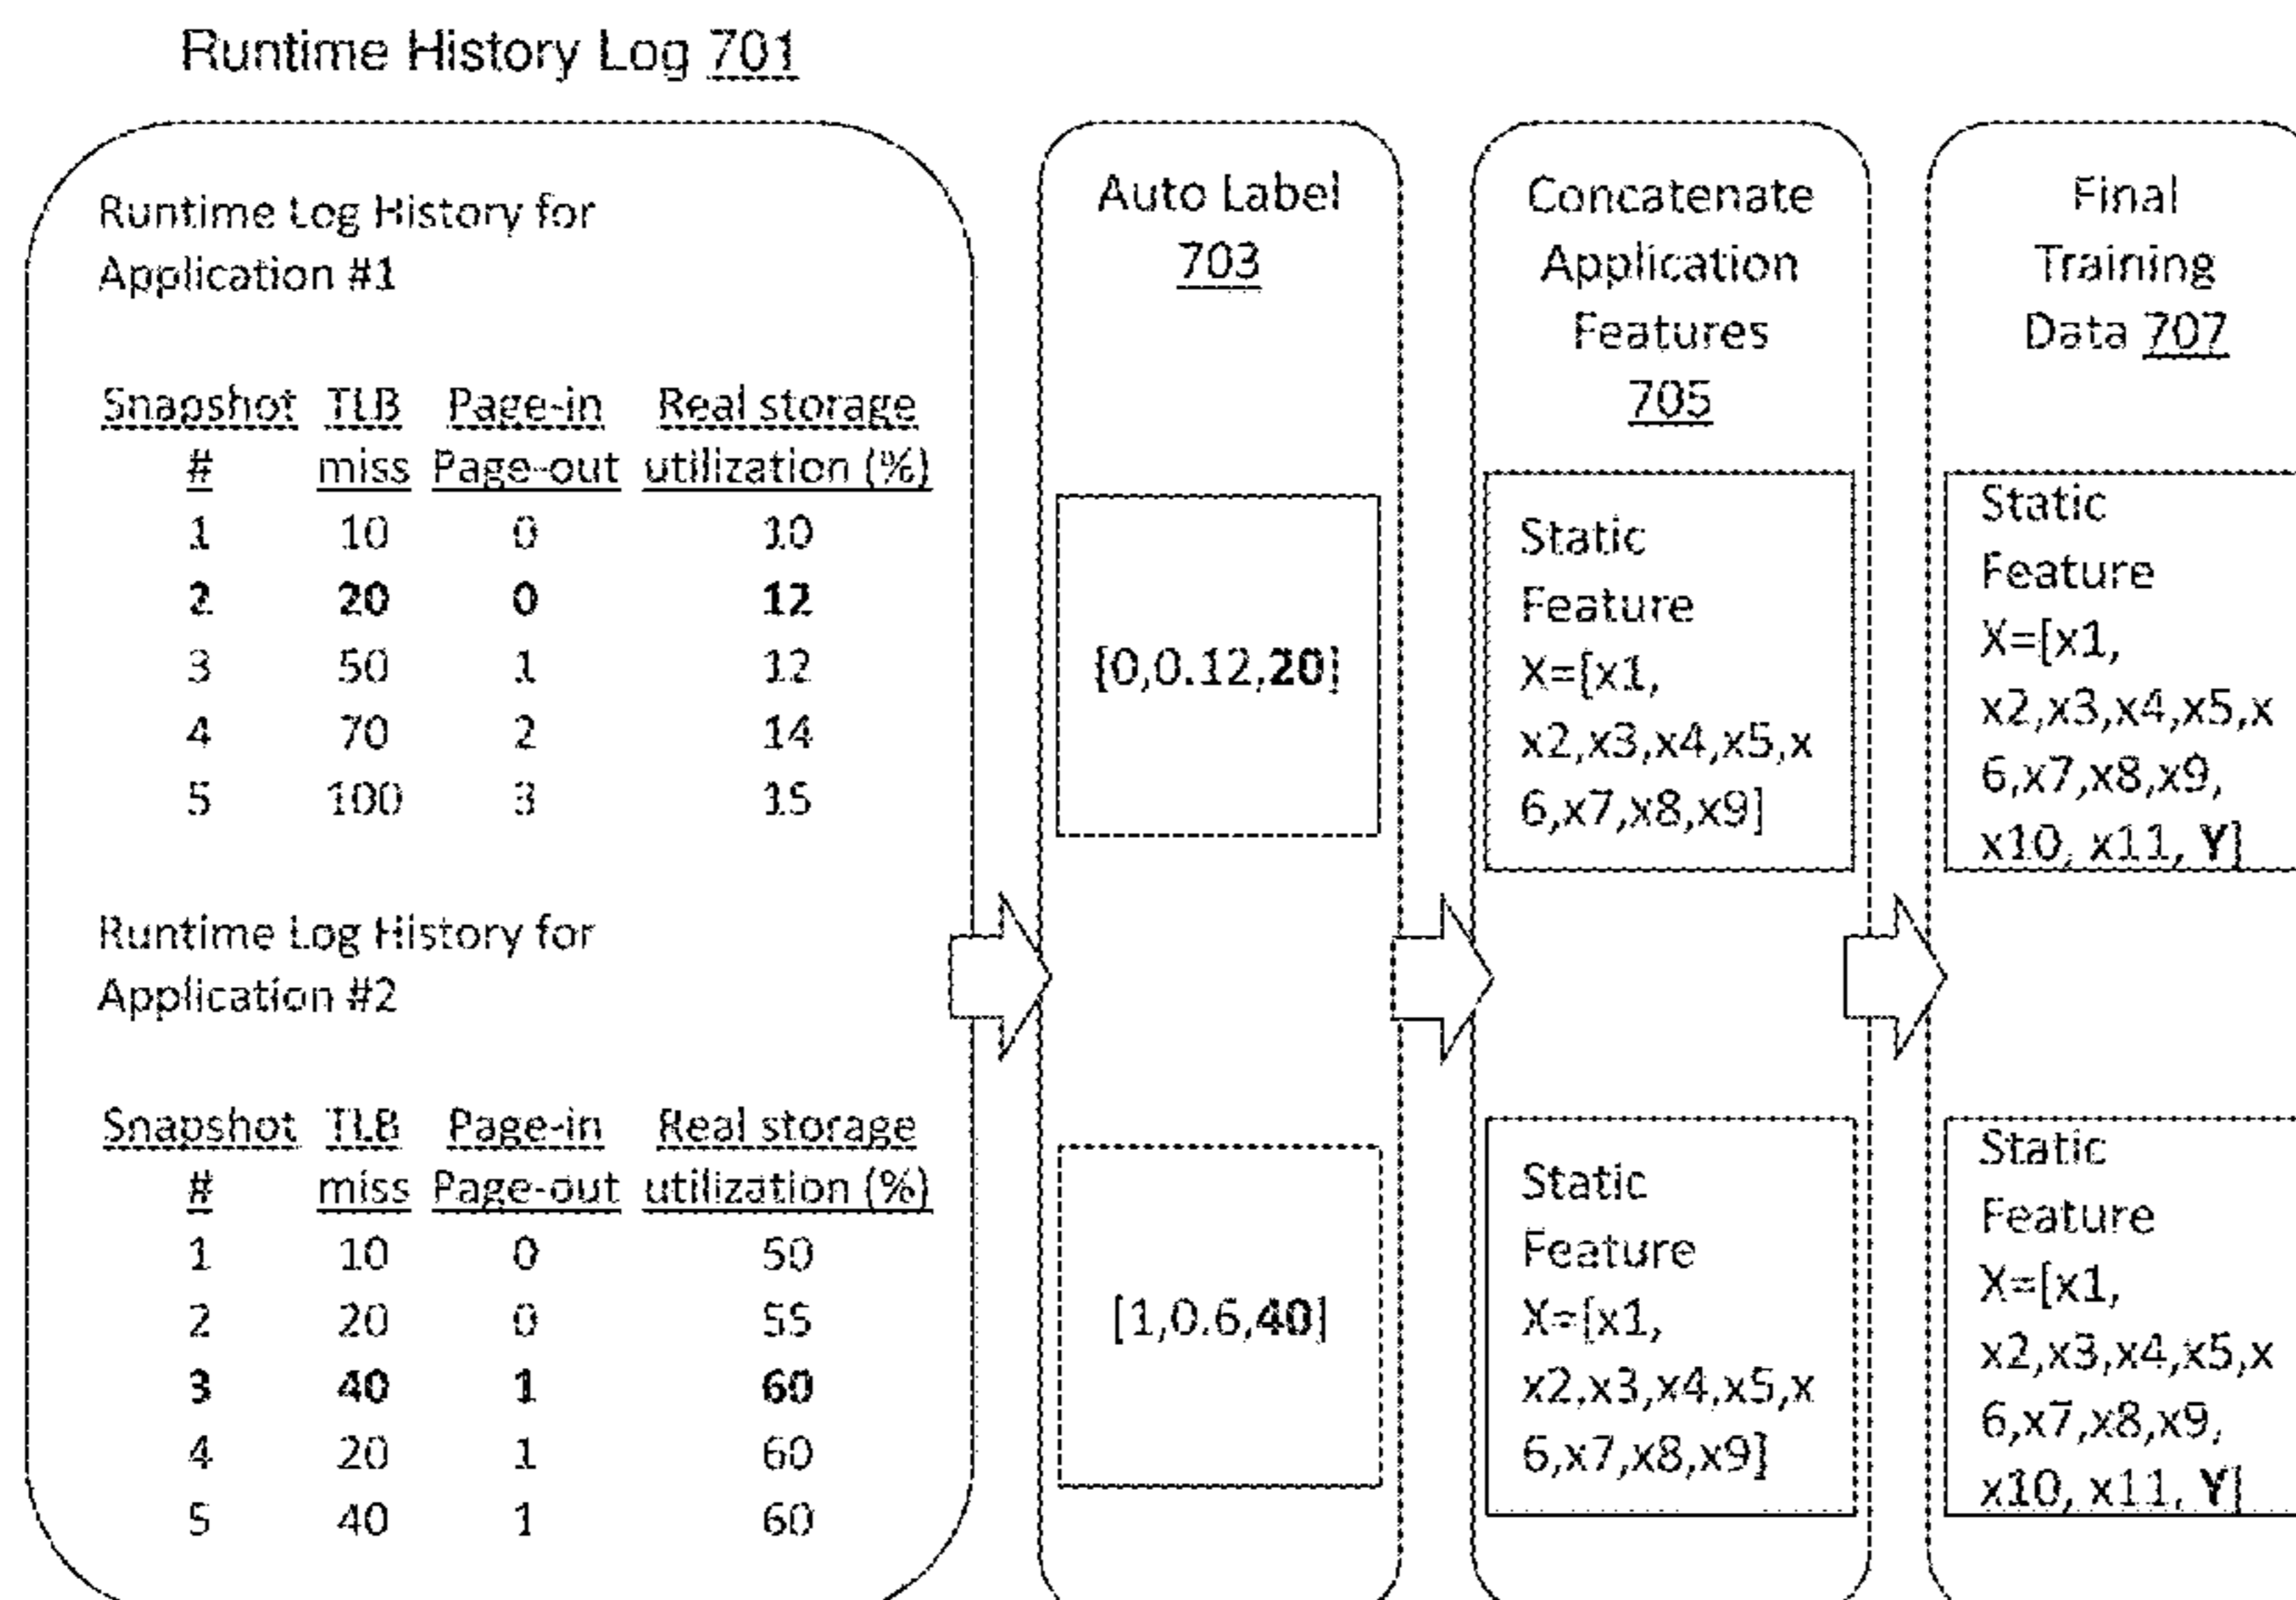 Runtime History Log 701
Runtime Log History for
Application #1
Snapshot TLB Page-in Real storage
# miss Page-out utilization (%)
1 10 0 10
2 20 0 12
3 50 1 12
4 70 2 14
5 100 3 15
Runtime Log History for
Application #2
Snapshot TLB Page-in Real storage
# miss Page-out utilization (%)
1 10 0 50
2 20 0 55
3 40 1 60
4 20 1 60
5 40 1 60
Auto Label
703
[0,0.12,20]
[1,0.6,40]
Concatenate
Application
Features
705
Static
Feature
X=[x1,
x2,x3,x4,x5,x
6,x7,x8,x9]
Static
Feature
X=[x1,
x2,x3,x4,x5,x
6,x7,x8,x9]
Final
Training
Data 707
Static
Feature
X=[x1,
x2,x3,x4,x5,x
6,x7,x8,x9,
x10, x11, Y]
Static
Feature
X=[x1,
x2,x3,x4,x5,x
6,x7,x8,x9,
x10, x11, Y]